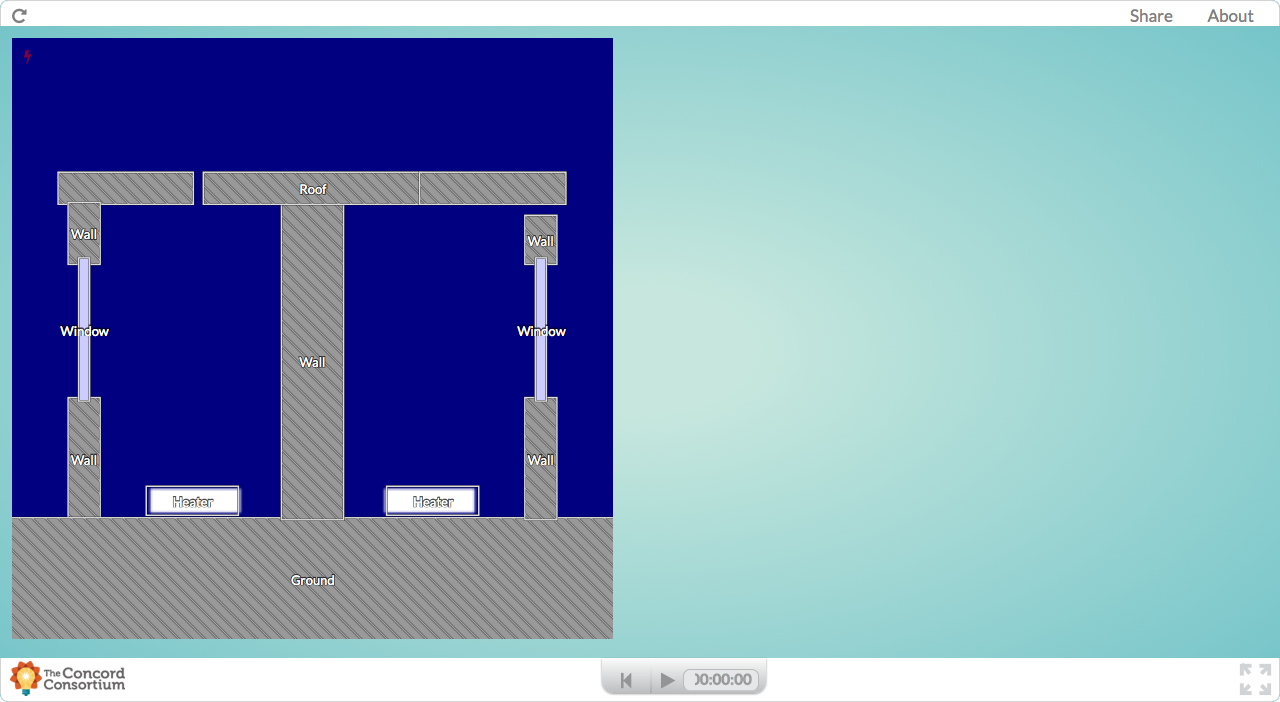 Share About
Roof
Wall
Wall
Window
Window
Wall
Wall
Wall
Heater
Heater
Ground
The Concord
Consortium
00:00:00